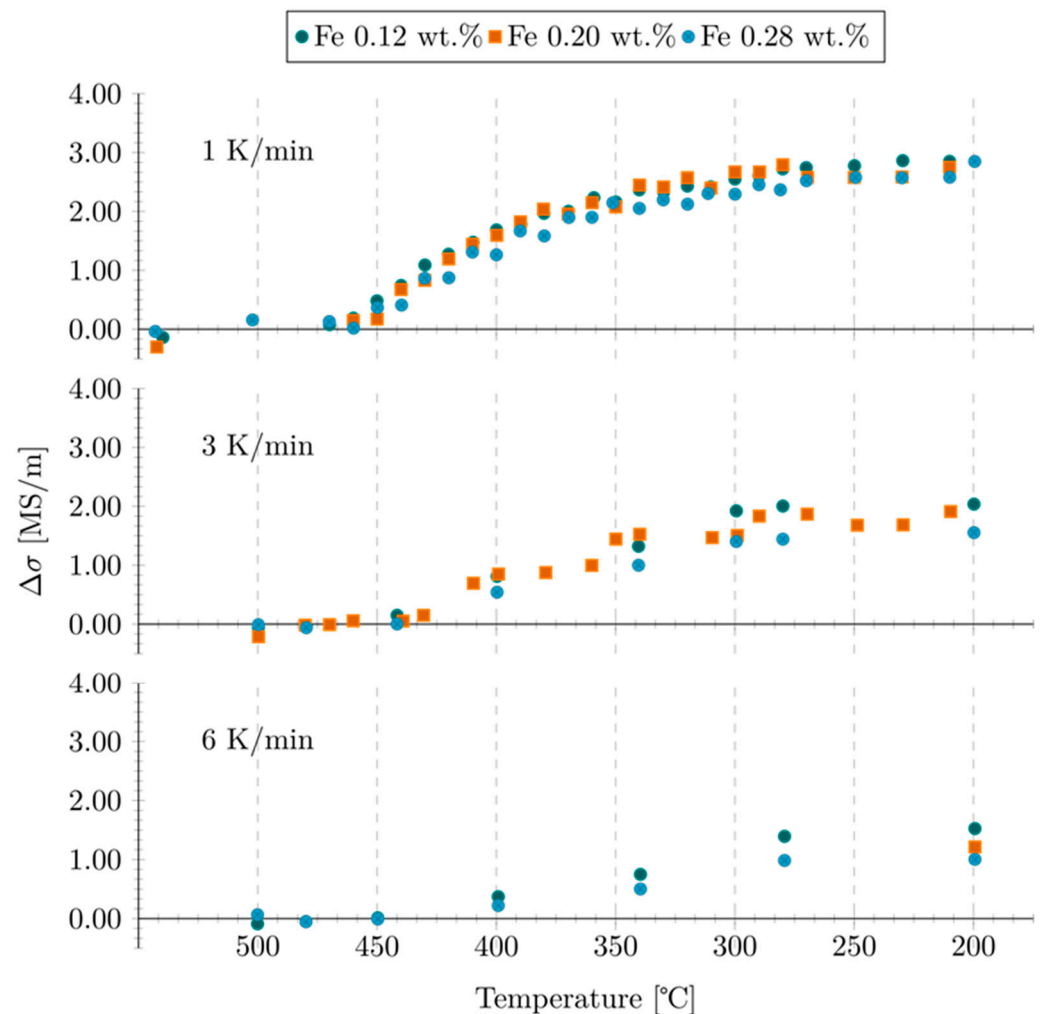 Fe 0.12 wt.% Fe 0.20 wt.% Fe 0.28 wt.%
4.00
1 K/min
3.00
2.00
1.00
0.00
4.00
3 K/min
3.00
2.00
1.00
0.00
Δσ [MS/m]
4.00
6 K/min
3.00
2.00
1.00
0.00
500 450 400 350 300 250 200
Temperature [°C]